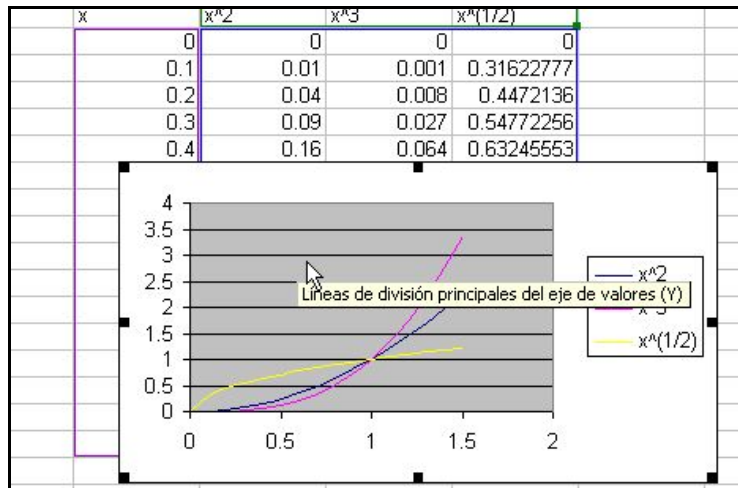 x x^2 x^3 x^(1/2)
0 0 0 0
0.1 0.01 0.001 0.31622777
0.2 0.04 0.008 0.4472136
0.3 0.09 0.027 0.54772256
0.4 0.16 0.064 0.63245553
4
3.5
3
2.5
2
1.5
1
0.5
0
0 0.5 1 1.5 2
Líneas de división principales del eje de valores (Y)
x^2
x^3
x^(1/2)